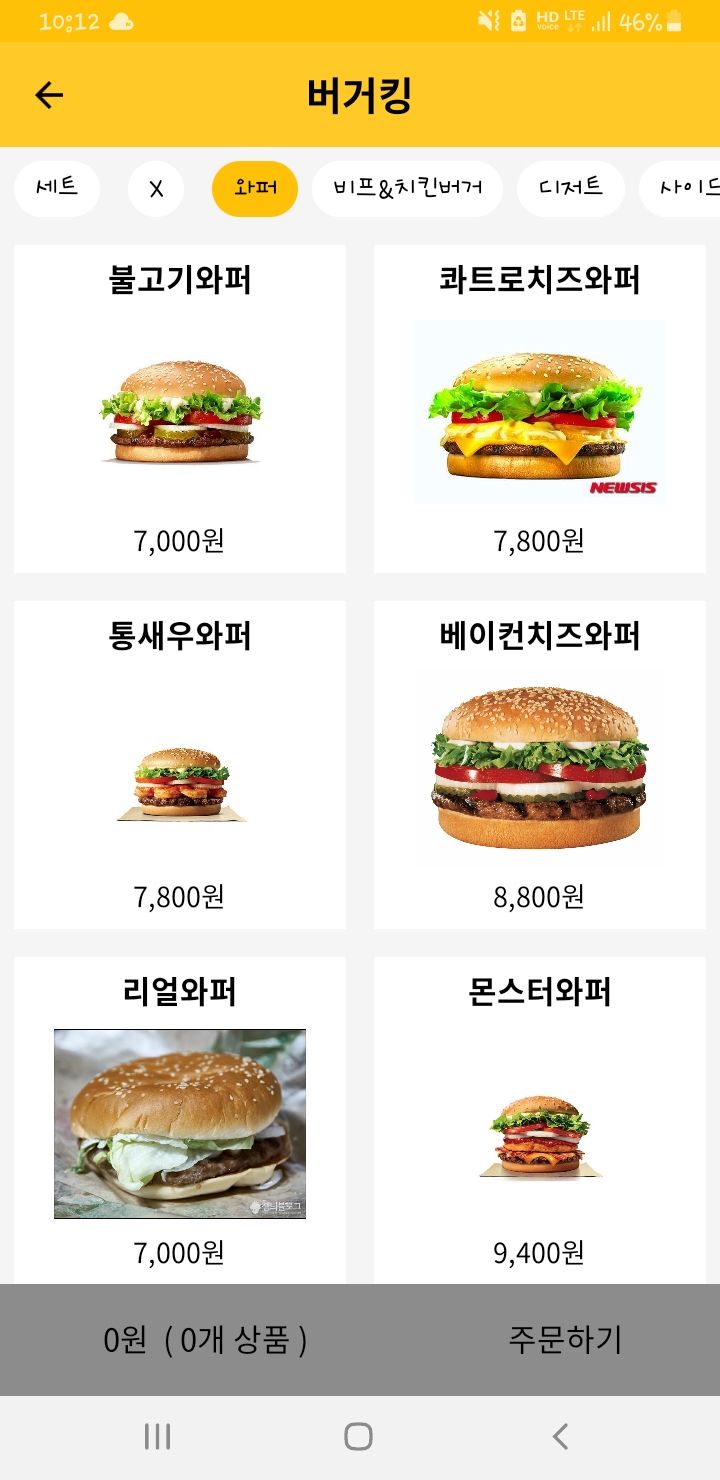 10:12
HD voice LTE 46%
버거킹
세트 X 와퍼 비프&치킨버거 디저트 사이드
불고기와퍼 콰트로치즈와퍼
NEWSIS
7,000원 7,800원
통새우와퍼 베이컨치즈와퍼
7,800원 8,800원
리얼와퍼 몬스터와퍼
7,000원 9,400원
0원 ( 0개 상품 ) 주문하기